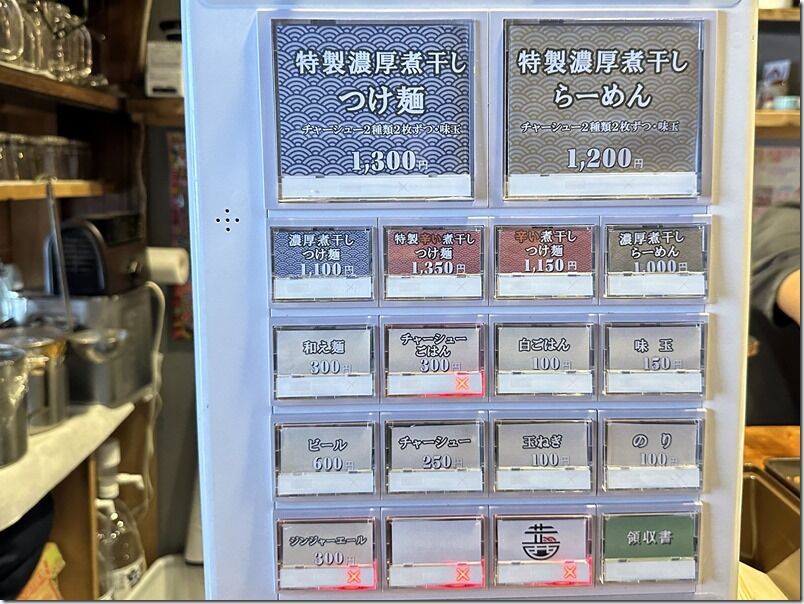 特製濃厚煮干し
つけ麺
チャーシュー2種類2枚ずつ・味玉
1,300円
特製濃厚煮干し
らーめん
チャーシュー2種類2枚ずつ・味玉
1,200円
濃厚煮干し
つけ麺
1,100円
特製辛い煮干し
つけ麺
1,350円
辛い煮干し
つけ麺
1,150円
濃厚煮干し
らーめん
1,000円
和え麺
300円
チャーシュー
ごはん
300円
白ごはん
100円
味玉
150円
ビール
600円
チャーシュー
250円
玉ねぎ
100円
のり
100円
ジンジャーエール
300円
領収書